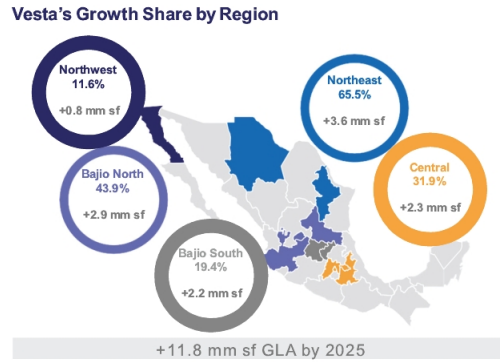 Vesta's Growth Share by Region
Northwest
11.6%
+0.8 mm sf
Northeast
65.5%
+3.6 mm sf
Bajio North
43.9%
+2.9 mm sf
Central
31.9%
+2.3 mm sf
Bajio South
19.4%
+2.2 mm sf
+11.8 mm sf GLA by 2025